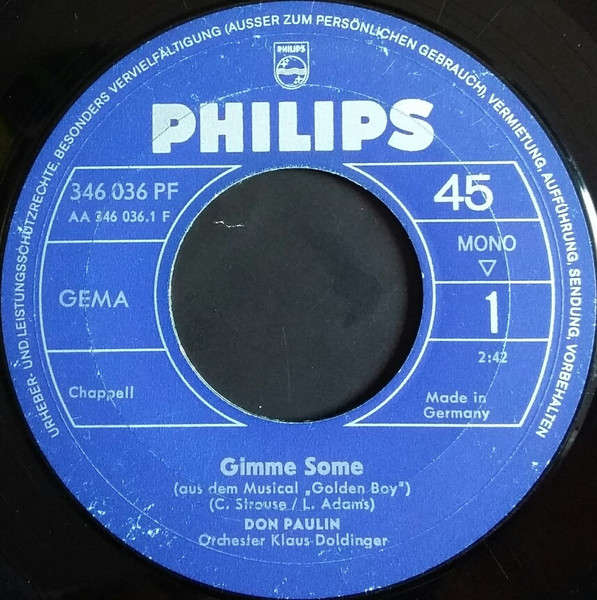 URHEBER- UND LEISTUNGSSCHUTZRECHTE, BESONDERS VERVIELFÄLTIGUNG (AUSSER ZUM PERSÖNLICHEN GEBRAUCH), VERMIETUNG, AUFFÜHRUNG, SENDUNG, VORBEHALTEN
PHILIPS
PHILIPS
346 036 PF
AA 346 036.1 F
45
MONO
GEMA
1
2:42
Chappell
Made in
Germany
Gimme Some
(aus dem Musical „Golden Boy")
(C. Strouse / L. Adams)
DON PAULIN
Orchester Klaus Doldinger